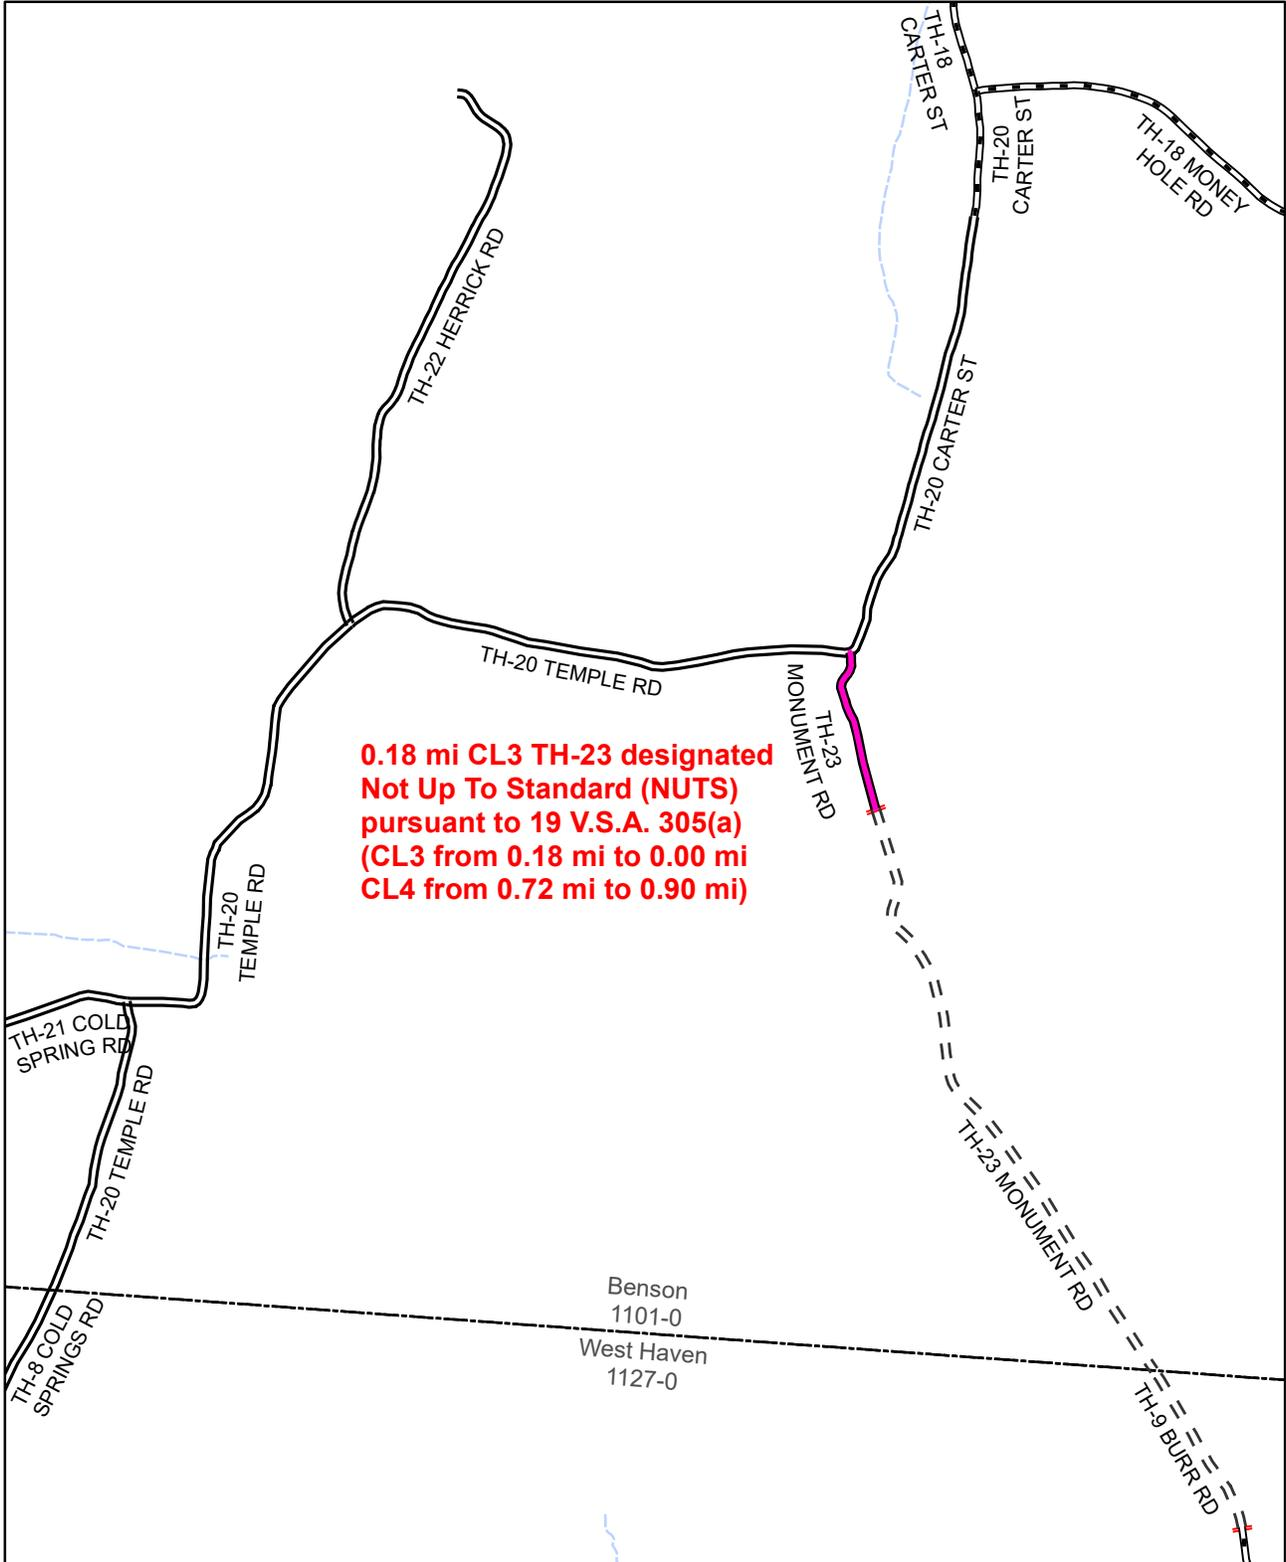 TH-18
CARTER ST
TH-20
CARTER ST
TH-18 MONEY
HOLE RD
TH-22 HERRICK RD
TH-20 CARTER ST
TH-20 TEMPLE RD
TH-23
MONUMENT RD
0.18 mi CL3 TH-23 designated
Not Up To Standard (NUTS)
pursuant to 19 V.S.A. 305(a)
(CL3 from 0.18 mi to 0.00 mi
CL4 from 0.72 mi to 0.90 mi)
TH-20
TEMPLE RD
TH-21 COLD
SPRING RD
TH-20 TEMPLE RD
TH-23 MONUMENT RD
Benson
1101-0
West Haven
1127-0
TH-8 COLD
SPRINGS RD
TH-9 BURR RD